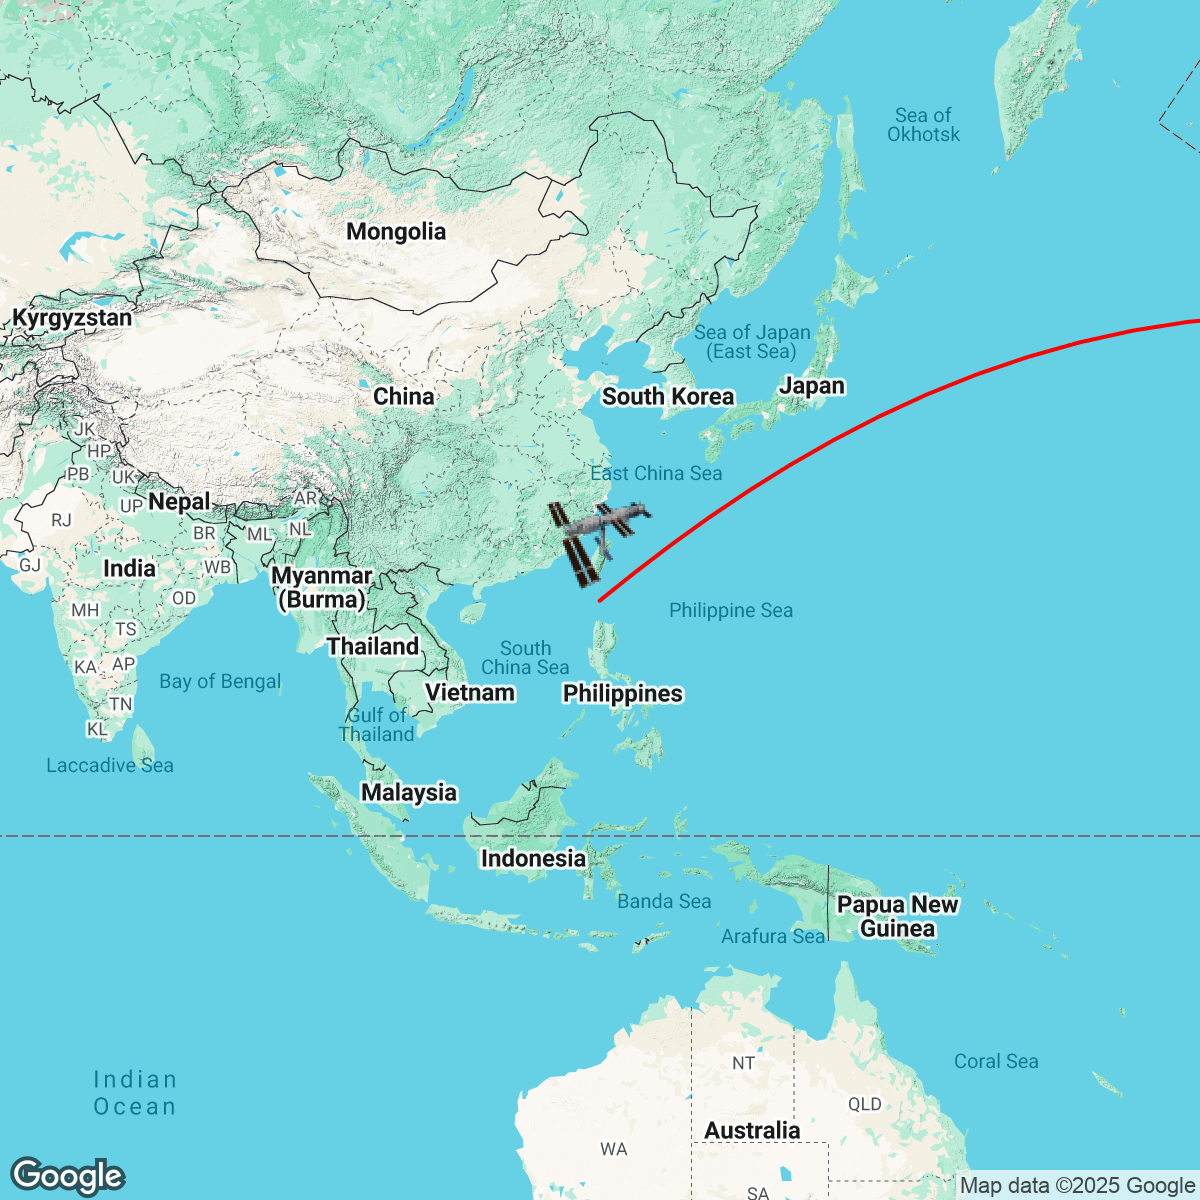 Sea of
Okhotsk
Mongolia
Kyrgyzstan
Sea of Japan
(East Sea)
China
South Korea
Japan
JK
HP
PB
UK
East China Sea
Nepal
AR
UP
RJ
BR
ML
NL
GJ
India
WB
Myanmar
(Burma)
OD
MH
Philippine Sea
TS
Thailand
South
China Sea
KA
AP
Bay of Bengal
Vietnam
Philippines
TN
Gulf of
Thailand
KL
Laccadive Sea
Malaysia
Indonesia
Banda Sea
Papua New
Guinea
Arafura Sea
Coral Sea
NT
Indian
Ocean
QLD
Australia
WA
SA
Google
Map data ©2025 Google